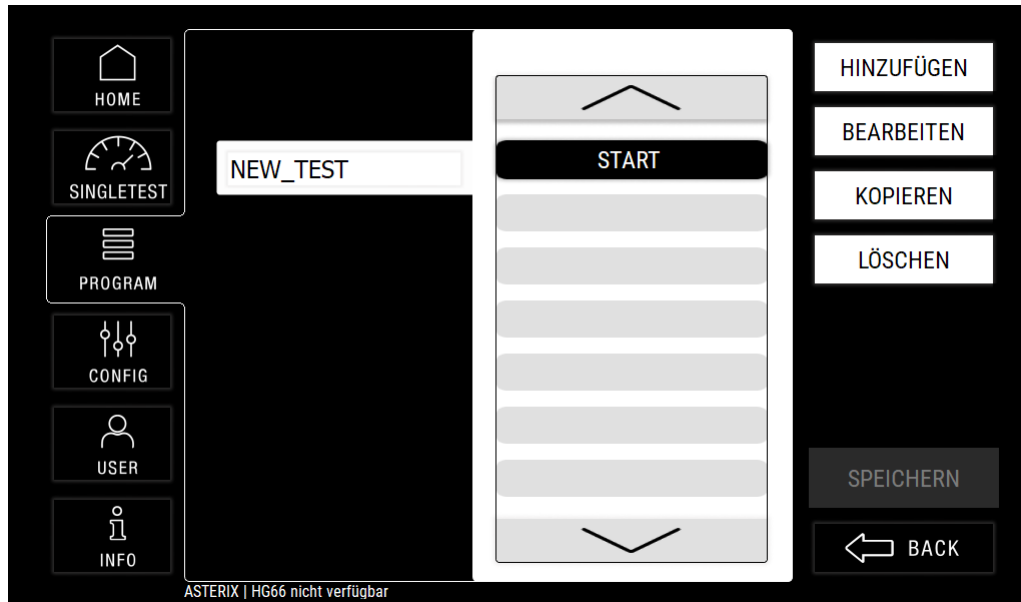 HOME
SINGLETEST
PROGRAM
CONFIG
USER
INFO
NEW_TEST
START
HINZUFÜGEN
BEARBEITEN
KOPIEREN
LÖSCHEN
SPEICHERN
BACK
ASTERIX | HG66 nicht verfügbar